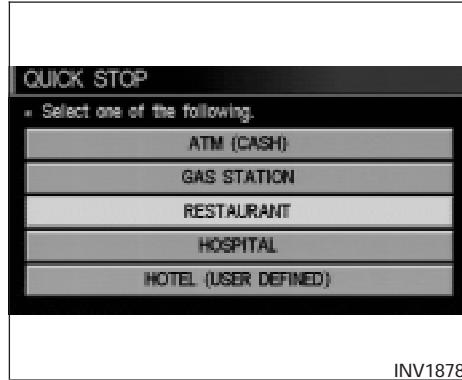 QUICK STOP
Select one of the following.
ATM (CASH)
GAS STATION
RESTAURANT
HOSPITAL
HOTEL (USER DEFINED)
INV1878